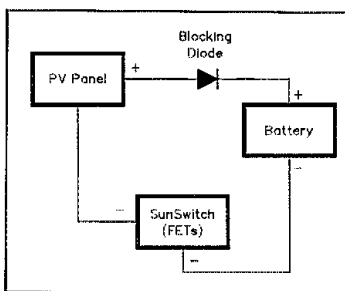 Blocking
Diode
PV Panel
+
+
Battery
−
−
SunSwitch
(FETs)
−